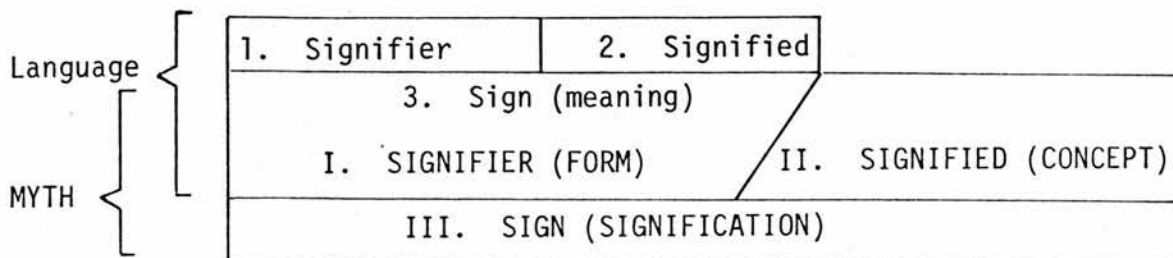 1. Signifier 2. Signified
Language
3. Sign (meaning)
I. SIGNIFIER (FORM) II. SIGNIFIED (CONCEPT)
MYTH
III. SIGN (SIGNIFICATION)